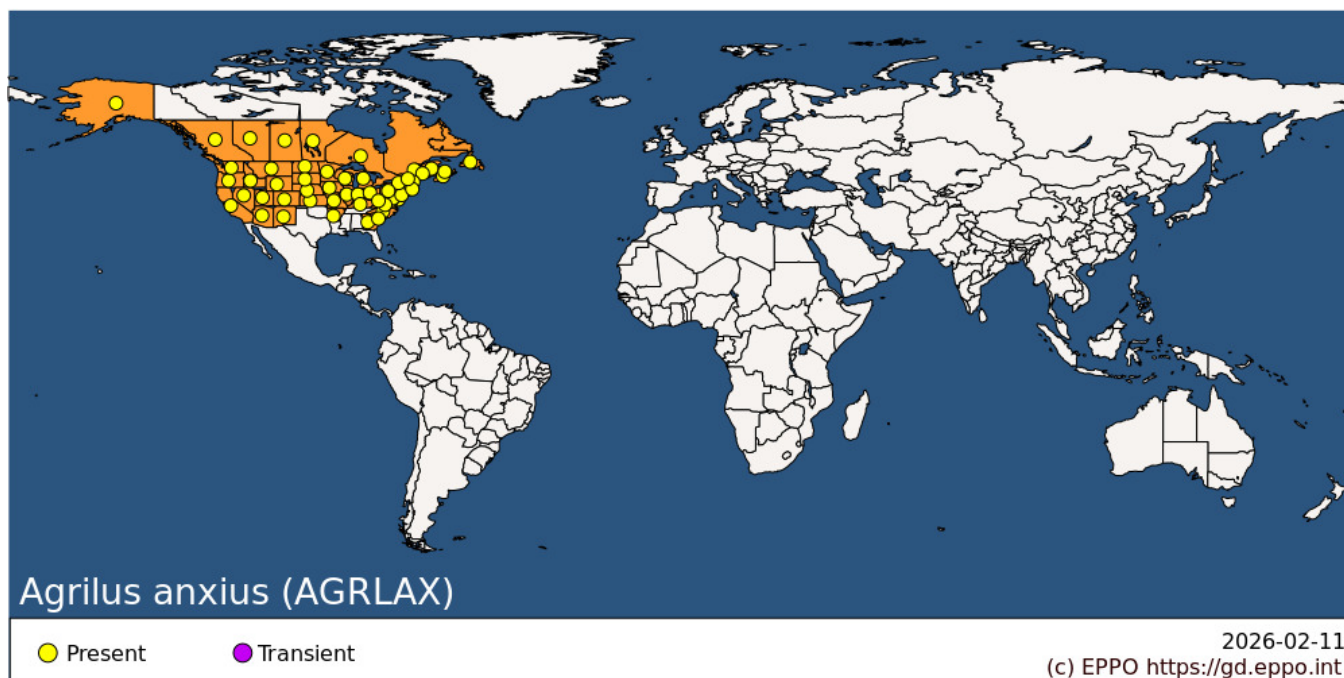 Agrilus anxius (AGRLAX)
Present
Transient
2026-02-11
(c) EPPO https://gd.eppo.int